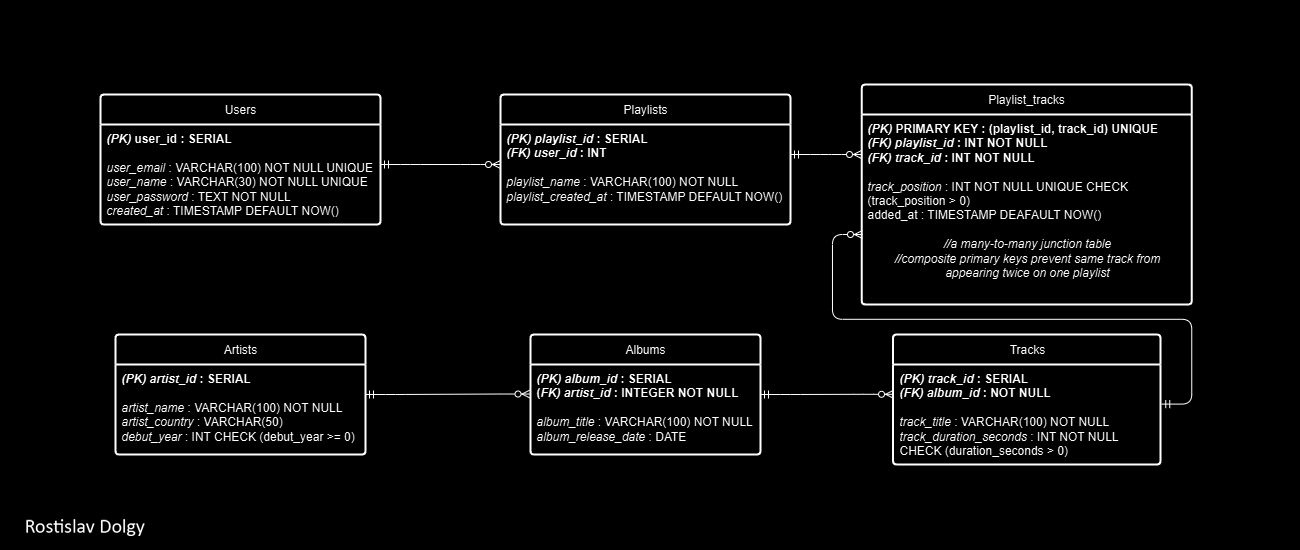 Users
(PK) user_id : SERIAL
user_email : VARCHAR(100) NOT NULL UNIQUE
user_name : VARCHAR(30) NOT NULL UNIQUE
user_password : TEXT NOT NULL
created_at : TIMESTAMP DEFAULT NOW()
Playlists
(PK) playlist_id : SERIAL
(FK) user_id : INT
playlist_name : VARCHAR(100) NOT NULL
playlist_created_at : TIMESTAMP DEFAULT NOW()
Playlist_tracks
(PK) PRIMARY KEY : (playlist_id, track_id) UNIQUE
(FK) playlist_id : INT NOT NULL
(FK) track_id : INT NOT NULL
track_position : INT NOT NULL UNIQUE CHECK
(track_position > 0)
added_at : TIMESTAMP DEAFAULT NOW()
//a many-to-many junction table
//composite primary keys prevent same track from
appearing twice on one playlist
Artists
(PK) artist_id : SERIAL
artist_name : VARCHAR(100) NOT NULL
artist_country : VARCHAR(50)
debut_year : INT CHECK (debut_year >= 0)
Albums
(PK) album_id : SERIAL
(FK) artist_id : INTEGER NOT NULL
album_title : VARCHAR(100) NOT NULL
album_release_date : DATE
Tracks
(PK) track_id : SERIAL
(FK) album_id : NOT NULL
track_title : VARCHAR(100) NOT NULL
track_duration_seconds : INT NOT NULL
CHECK (duration_seconds > 0)
Rostislav Dolgy